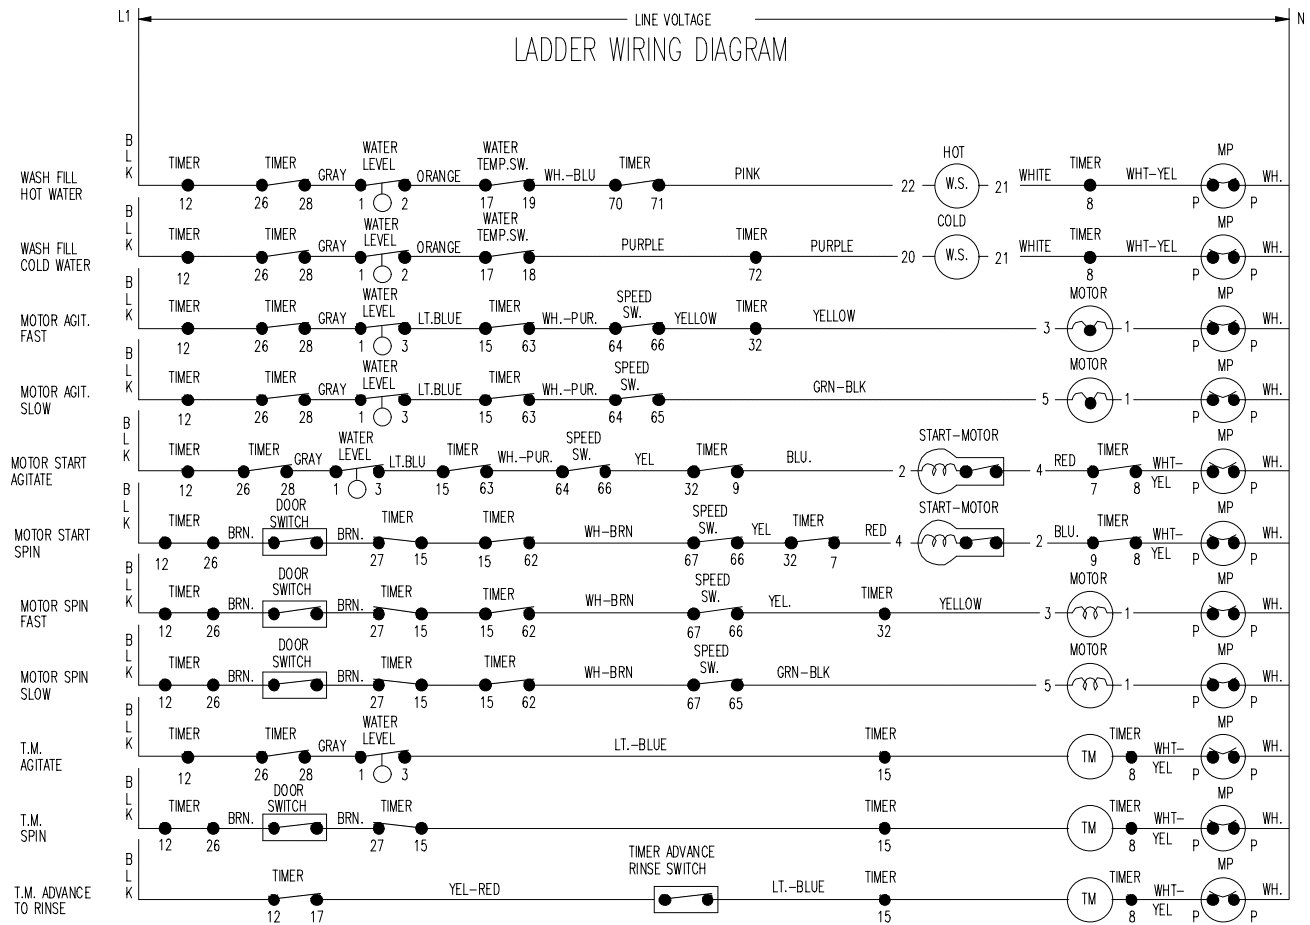 L1 LINE VOLTAGE N
LADDER WIRING DIAGRAM
WASH FILL
HOT WATER
BLK TIMER TIMER GRAY WATER LEVEL ORANGE WATER TEMP.SW. WH.-BLU TIMER PINK HOT W.S. WHITE TIMER WHT-YEL MP WH.
12 26 28 1 2 17 19 70 71 22 21 8 P P
WASH FILL
COLD WATER
BLK TIMER TIMER GRAY WATER LEVEL ORANGE WATER TEMP.SW. PURPLE TIMER PURPLE COLD W.S. WHITE TIMER WHT-YEL MP WH.
12 26 28 1 2 17 18 72 20 21 8 P P
MOTOR AGIT.
FAST
BLK TIMER TIMER GRAY WATER LEVEL LT.BLUE TIMER WH.-PUR. SPEED SW. YELLOW TIMER YELLOW MOTOR MP WH.
12 26 28 1 3 15 63 64 66 32 3 1 P P
MOTOR AGIT.
SLOW
BLK TIMER TIMER GRAY WATER LEVEL LT.BLUE TIMER WH.-PUR. SPEED SW. GRN-BLK MOTOR MP WH.
12 26 28 1 3 15 63 64 65 5 1 P P
MOTOR START
AGITATE
BLK TIMER TIMER GRAY WATER LEVEL LT.BLU TIMER WH.-PUR. SPEED SW. YEL TIMER BLU. START-MOTOR RED TIMER WHT-YEL MP WH.
12 26 28 1 3 15 63 64 66 32 9 2 4 7 8 P P
MOTOR START
SPIN
BLK TIMER BRN. DOOR SWITCH BRN. TIMER TIMER WH-BRN SPEED SW. YEL TIMER RED START-MOTOR BLU. TIMER WHT-YEL MP WH.
12 26 27 15 15 62 67 66 32 7 4 2 9 8 P P
MOTOR SPIN
FAST
BLK TIMER BRN. DOOR SWITCH BRN. TIMER TIMER WH-BRN SPEED SW. YEL. TIMER YELLOW MOTOR MP WH.
12 26 27 15 15 62 67 66 32 3 1 P P
MOTOR SPIN
SLOW
BLK TIMER BRN. DOOR SWITCH BRN. TIMER TIMER WH-BRN SPEED SW. GRN-BLK MOTOR MP WH.
12 26 27 15 15 62 67 65 5 1 P P
T.M.
AGITATE
BLK TIMER TIMER GRAY WATER LEVEL LT.-BLUE TIMER TM TIMER WHT-YEL MP WH.
12 26 28 1 3 15 8 P P
T.M.
SPIN
BLK TIMER BRN. DOOR SWITCH BRN. TIMER TIMER TM TIMER WHT-YEL MP WH.
12 26 27 15 15 8 P P
T.M. ADVANCE
TO RINSE
BLK TIMER YEL-RED TIMER ADVANCE RINSE SWITCH LT.-BLUE TIMER TM TIMER WHT-YEL MP WH.
12 17 15 8 P P